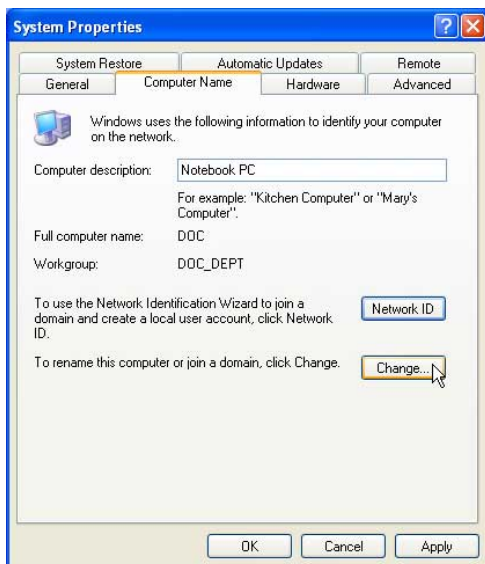 System Properties
System Restore Automatic Updates Remote
General Computer Name Hardware Advanced
Windows uses the following information to identify your computer
on the network.
Computer description: Notebook PC
For example: "Kitchen Computer" or "Mary's
Computer".
Full computer name: DOC
Workgroup: DOC_DEPT
To use the Network Identification Wizard to join a
domain and create a local user account, click Network
ID.
Network ID
To rename this computer or join a domain, click Change.
Change...
OK Cancel Apply